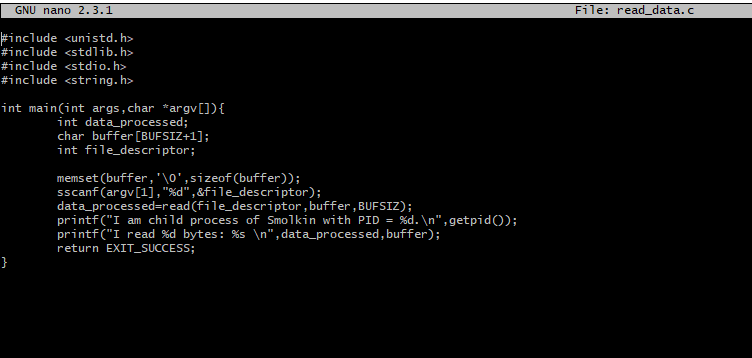 GNU nano 2.3.1 File: read_data.c
#include <unistd.h>
#include <stdlib.h>
#include <stdio.h>
#include <string.h>
int main(int args,char *argv[]){
int data_processed;
char buffer[BUFSIZ+1];
int file_descriptor;
memset(buffer,'\0',sizeof(buffer));
sscanf(argv[1],"%d",&file_descriptor);
data_processed=read(file_descriptor,buffer,BUFSIZ);
printf("I am child process of Smolkin with PID = %d.\n",getpid());
printf("I read %d bytes: %s \n",data_processed,buffer);
return EXIT_SUCCESS;
}